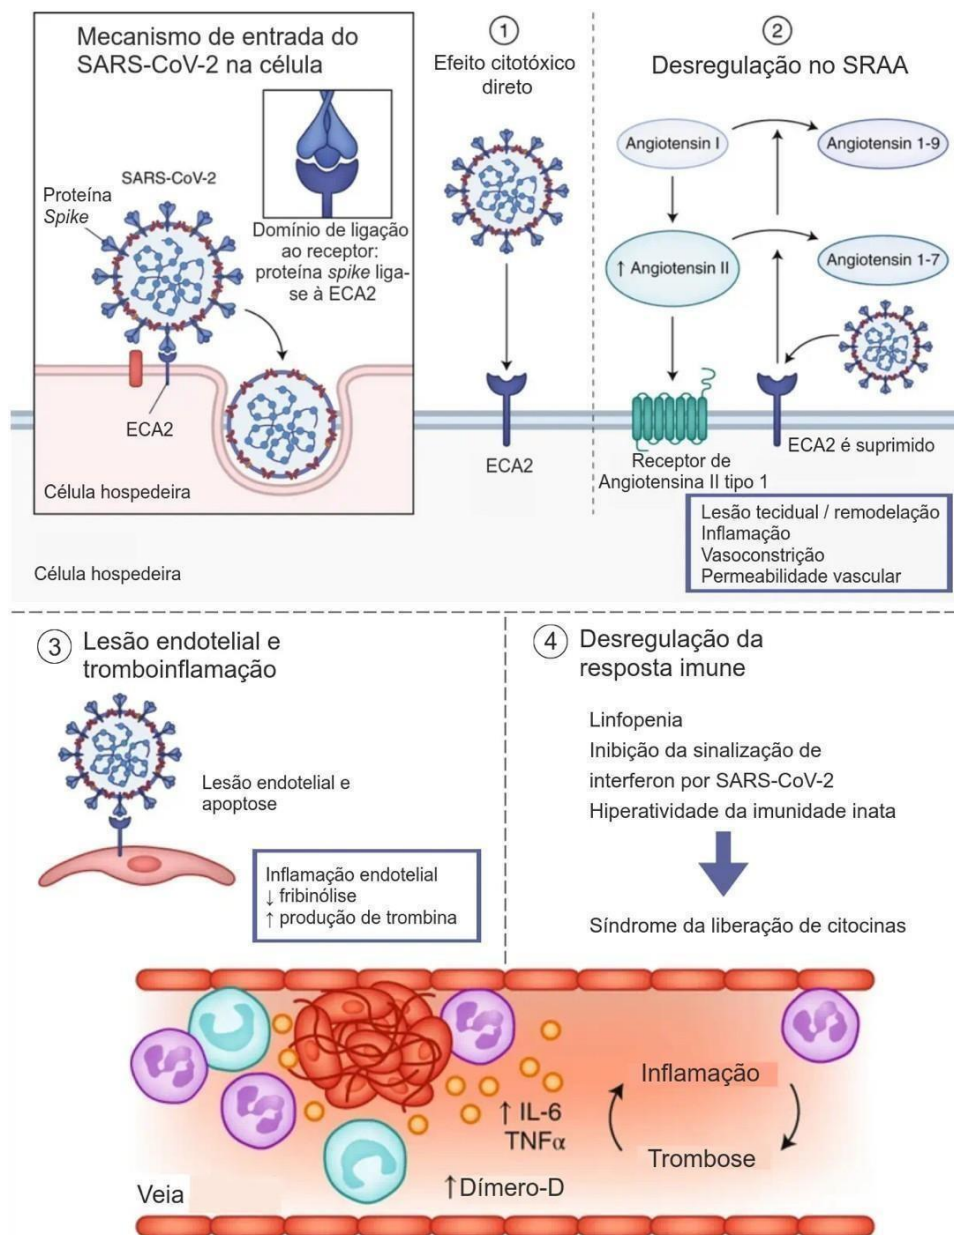 Mecanismo de entrada do
SARS-CoV-2 na célula
SARS-CoV-2
Proteína
Spike
Domínio de ligação
ao receptor:
proteína spike liga-
se à ECA2
ECA2
Célula hospedeira
Célula hospedeira
1
Efeito citotóxico
direto
ECA2
2
Desregulação no SRAA
Angiotensin I
Angiotensin 1-9
↑ Angiotensin II
Angiotensin 1-7
Receptor de
Angiotensina II tipo 1
ECA2 é suprimido
Lesão tecidual / remodelação
Inflamação
Vasoconstrição
Permeabilidade vascular
3
Lesão endotelial e
tromboinflamação
Lesão endotelial e
apoptose
Inflamação endotelial
↓ fribinólise
↑ produção de trombina
4
Desregulação da
resposta imune
Linfopenia
Inibição da sinalização de
interferon por SARS-CoV-2
Hiperatividade da imunidade inata
Síndrome da liberação de citocinas
↑ IL-6
TNFα
↑Dímero-D
Inflamação
Trombose
Veia